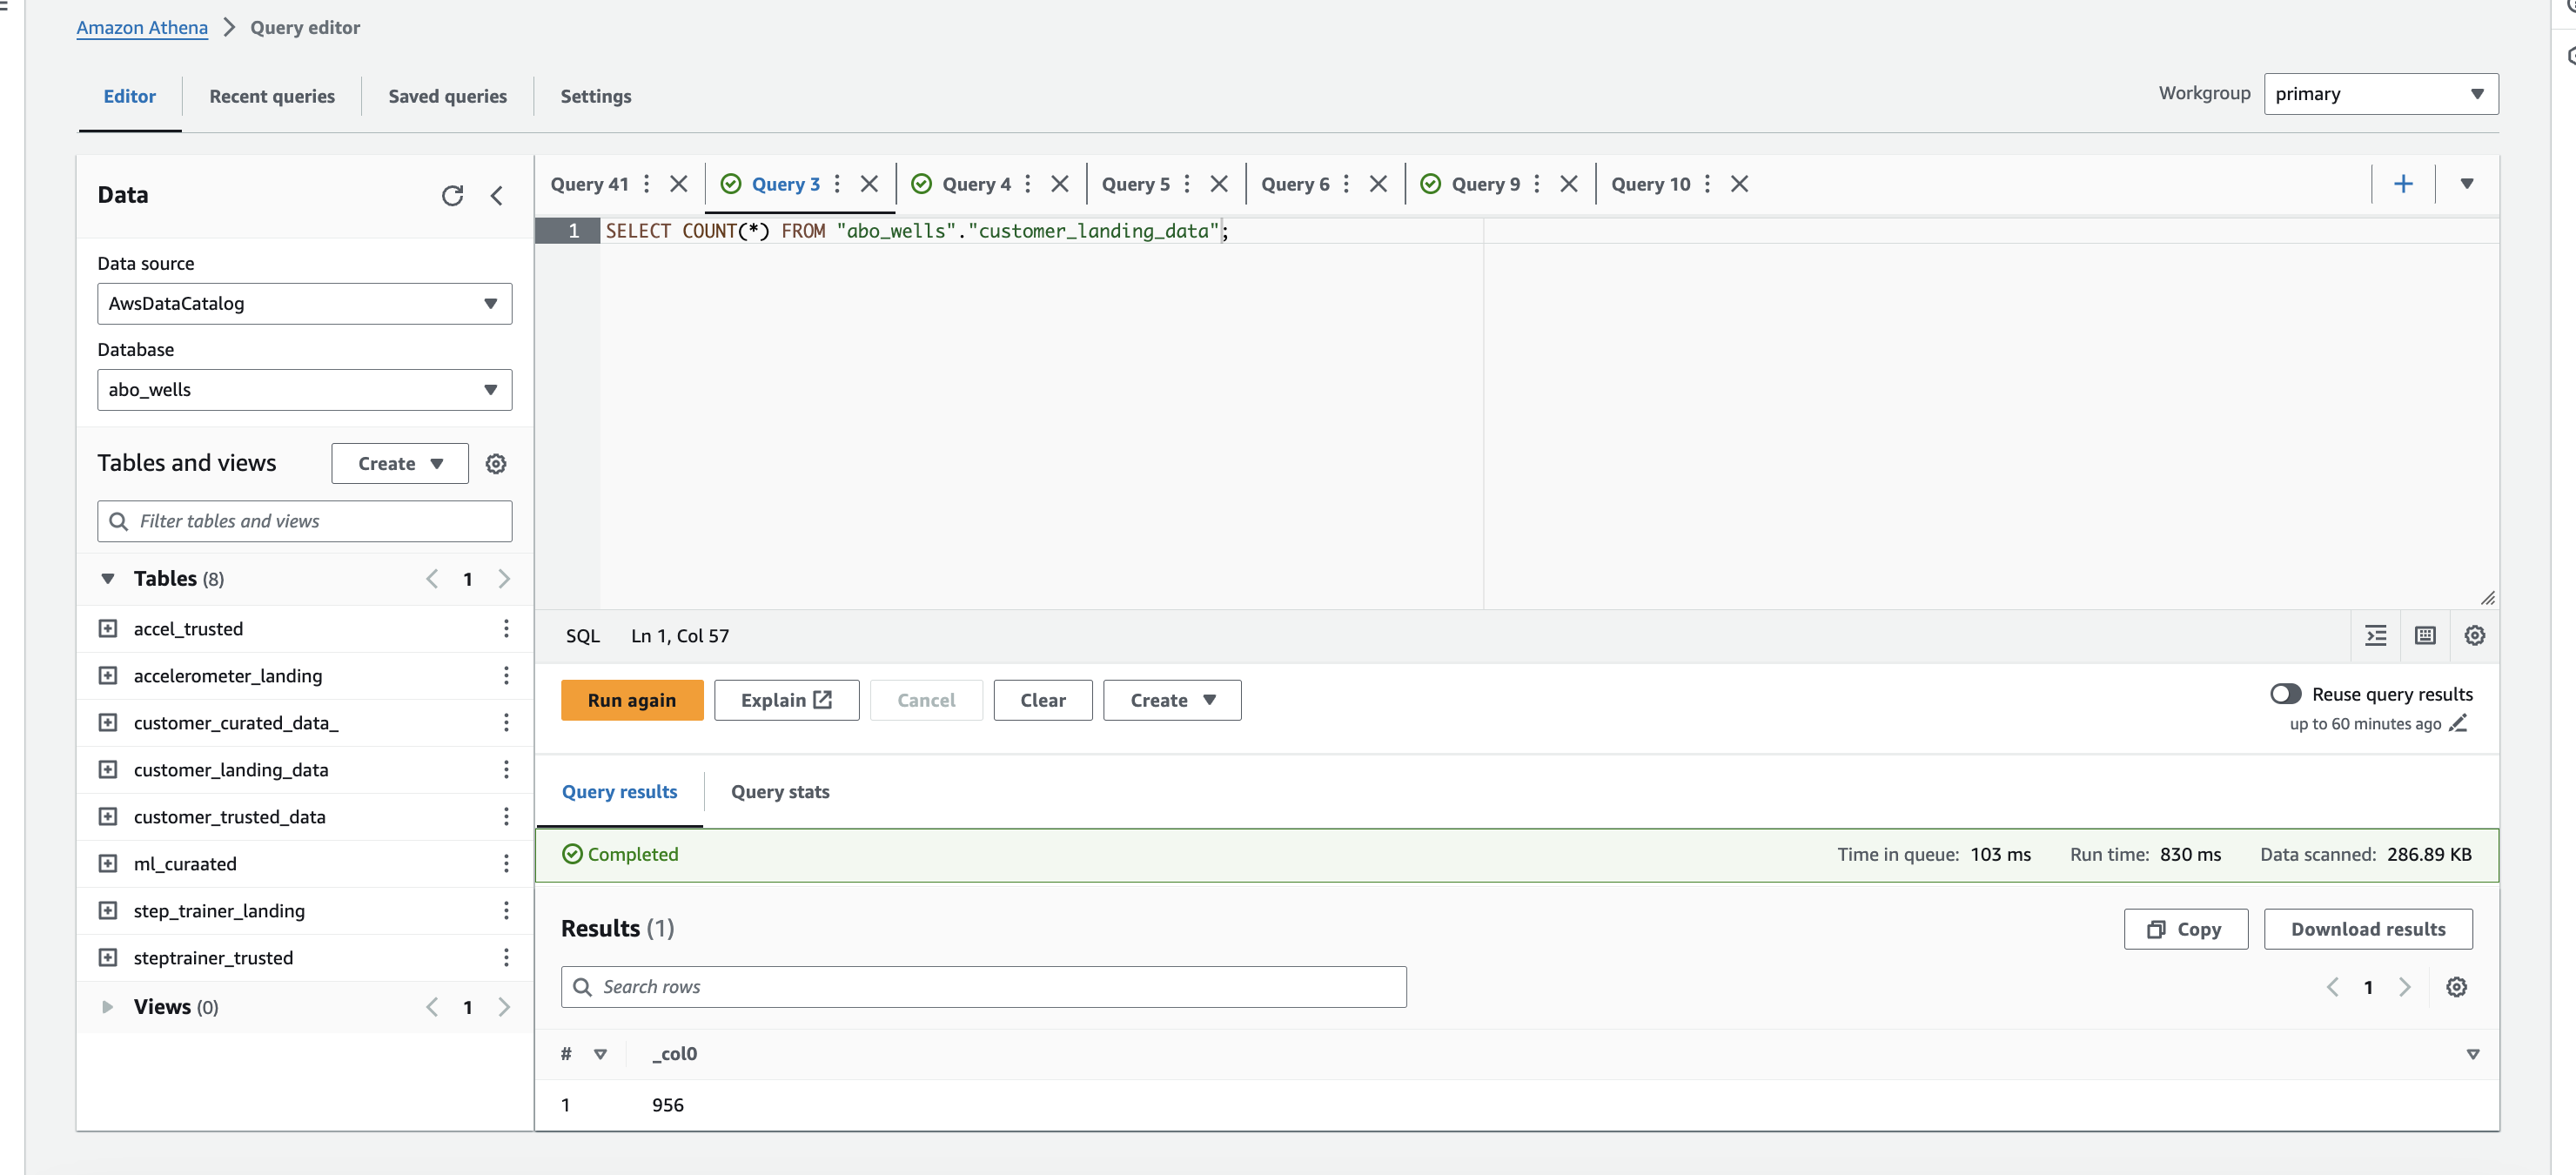 Amazon Athena > Query editor
Editor Recent queries Saved queries Settings
Workgroup primary
Data
Data source
AwsDataCatalog
Database
abo_wells
Tables and views Create
Filter tables and views
Tables (8) 1
accel_trusted
accelerometer_landing
customer_curated_data_
customer_landing_data
customer_trusted_data
ml_curaated
step_trainer_landing
steptrainer_trusted
Views (0) 1
Query 41 Query 3 Query 4 Query 5 Query 6 Query 9 Query 10
1 SELECT COUNT(*) FROM "abo_wells"."customer_landing_data";
SQL Ln 1, Col 57
Run again Explain Cancel Clear Create
Reuse query results
up to 60 minutes ago
Query results Query stats
Completed Time in queue: 103 ms Run time: 830 ms Data scanned: 286.89 KB
Results (1) Copy Download results
Search rows 1
# _col0
1 956